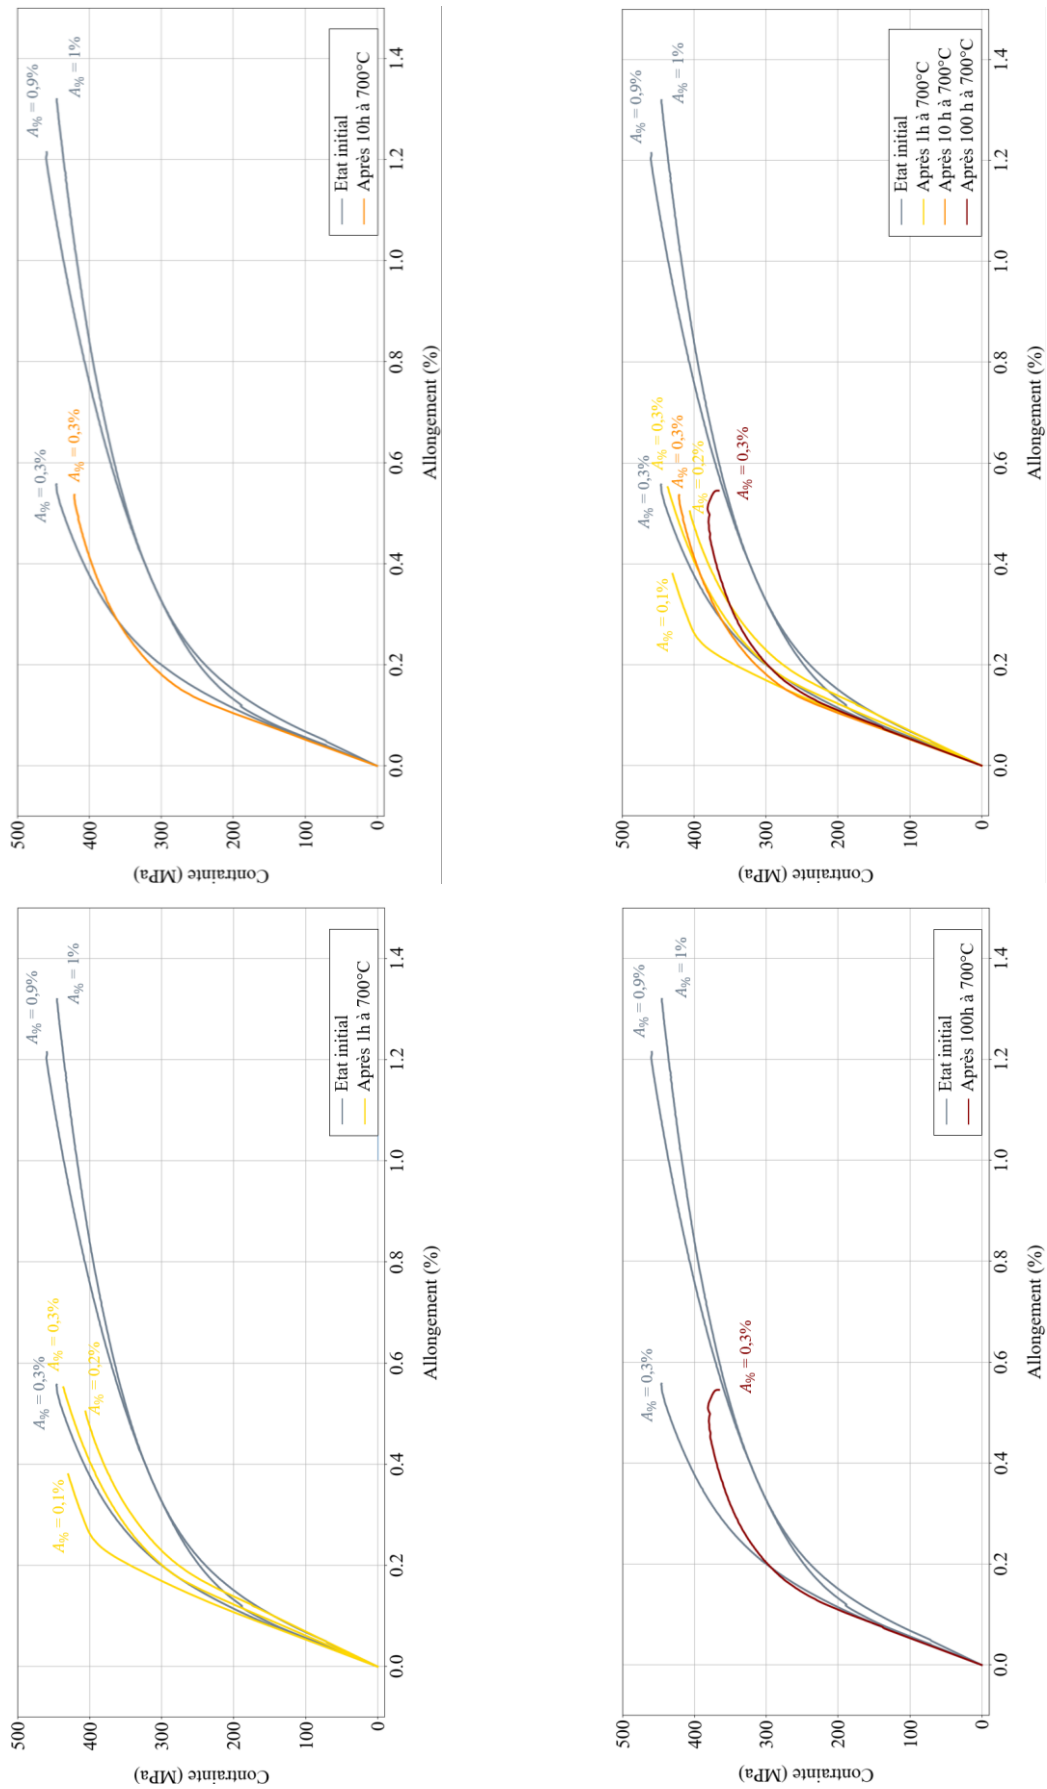 Contrainte (MPa)
500
400
300
200
100
0
A% = 0,1%
A% = 0,3%
A% = 0,3%
A% = 0,2%
A% = 0,9%
A% = 1%
Etat initial
Après 1h à 700°C
0.0
0.2
0.4
0.6
0.8
1.0
1.2
1.4
Allongement (%)
Contrainte (MPa)
500
400
300
200
100
0
A% = 0,3%
A% = 0,3%
A% = 0,9%
A% = 1%
Etat initial
Après 10h à 700°C
0.0
0.2
0.4
0.6
0.8
1.0
1.2
1.4
Allongement (%)
Contrainte (MPa)
500
400
300
200
100
0
A% = 0,3%
A% = 0,3%
A% = 0,9%
A% = 1%
Etat initial
Après 100h à 700°C
0.0
0.2
0.4
0.6
0.8
1.0
1.2
1.4
Allongement (%)
Contrainte (MPa)
500
400
300
200
100
0
A% = 0,1%
A% = 0,3%
A% = 0,3%
A% = 0,3%
A% = 0,2%
A% = 0,3%
A% = 0,9%
A% = 1%
Etat initial
Après 1h à 700°C
Après 10 h à 700°C
Après 100 h à 700°C
0.0
0.2
0.4
0.6
0.8
1.0
1.2
1.4
Allongement (%)